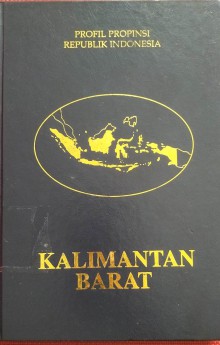 PROFIL PROPINSI
REPUBLIK INDONESIA
KALIMANTAN
BARAT